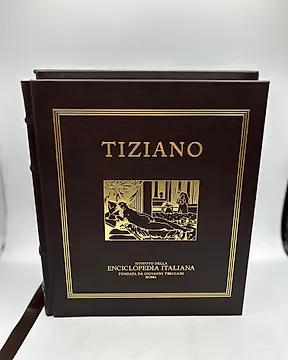 TIZIANO
ISTITUTO DELLA
ENCICLOPEDIA ITALIANA
FONDATA DA GIOVANNI TRECCANI
ROMA